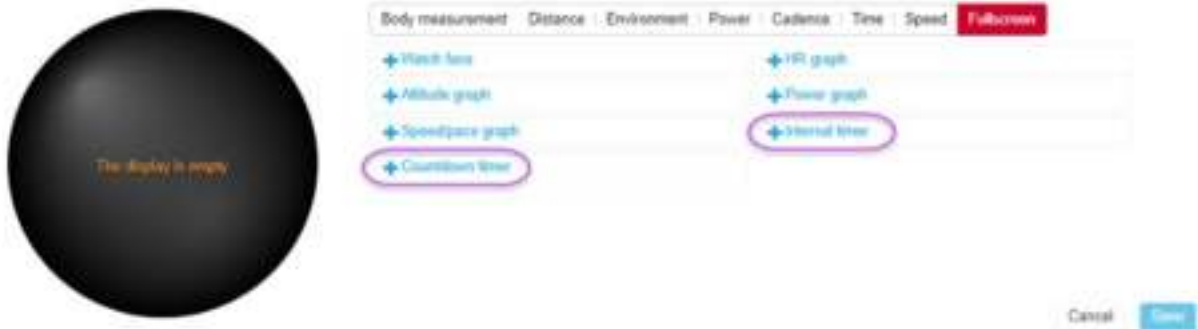 The display is empty
Body measurement Distance Environment Power Cadence Time Speed Fullscreen
Watch face
HR graph
Altitude graph
Power graph
Speed/pace graph
Interval timer
Countdown timer
Cancel Save